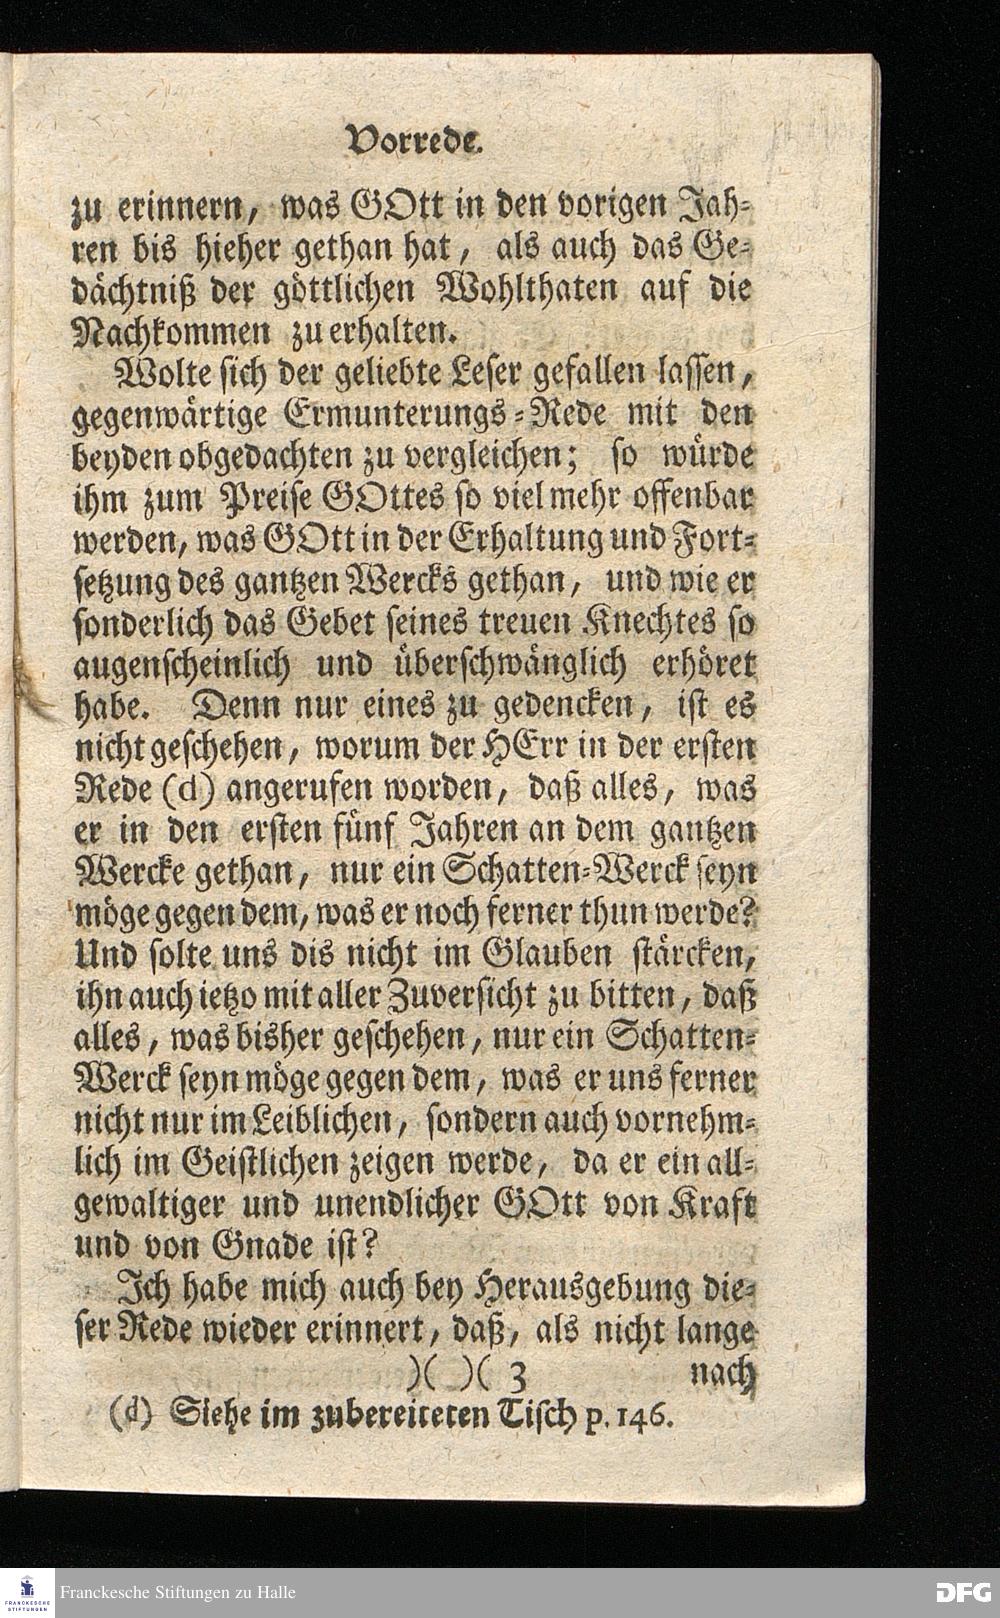 Vorrede.
zu erinnern, was GOtt in den vorigen Jah-
ren bis hieher gethan hat, als auch das Ge-
dächtniß der göttlichen Wohlthaten auf die
Nachkommen zu erhalten.
Wolte sich der geliebte Leser gefallen lassen,
gegenwärtige Ermunterungs-Rede mit den
beyden obgedachten zu vergleichen; so würde
ihm zum Preise GOttes so viel mehr offenbar
werden, was GOtt in der Erhaltung und Fort-
setzung des gantzen Wercks gethan, und wie er
sonderlich das Gebet seines treuen Knechtes so
augenscheinlich und überschwänglich erhöret
habe. Denn nur eines zu gedencken, ist es
nicht geschehen, worum der HErr in der ersten
Rede (d) angerufen worden, daß alles, was
er in den ersten fünf Jahren an dem gantzen
Wercke gethan, nur ein Schatten-Werck seyn
möge gegen dem, was er noch ferner thun werde?
Und solte uns dis nicht im Glauben stärcken,
ihn auch ietzo mit aller Zuversicht zu bitten, daß
alles, was bisher geschehen, nur ein Schatten-
Werck seyn möge gegen dem, was er uns ferner
nicht nur im Leiblichen, sondern auch vornehm-
lich im Geistlichen zeigen werde, da er ein all-
gewaltiger und unendlicher GOtt von Kraft
und von Gnade ist?
Ich habe mich auch bey Herausgebung die-
ser Rede wieder erinnert, daß, als nicht lange
)( )( 3 nach
(d) Siehe im zubereiteten Tisch p. 146.
FRANCKESCHE STIFTUNGEN
Franckesche Stiftungen zu Halle
DFG